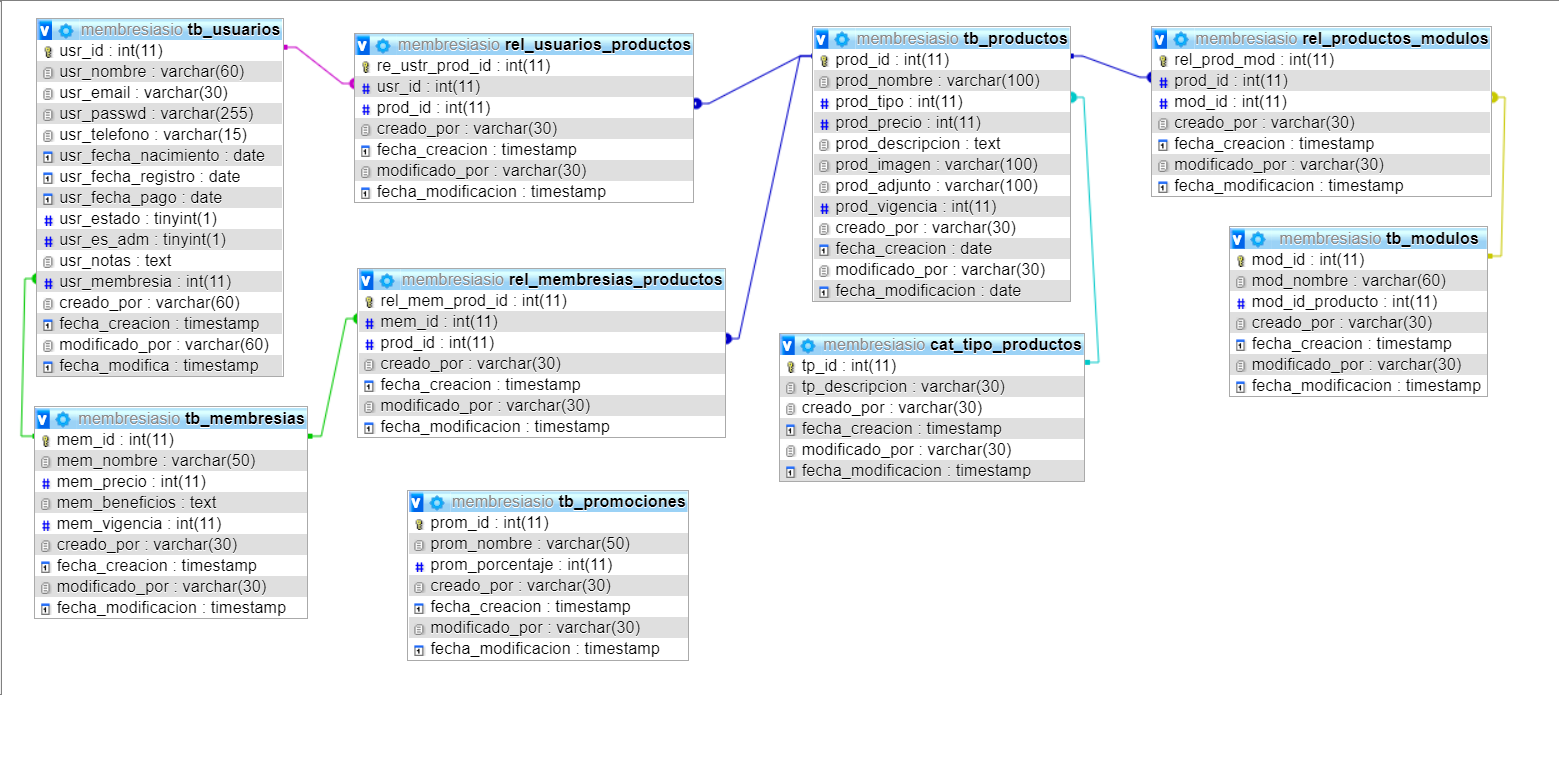 membresiasio tb_usuarios
usr_id : int(11)
usr_nombre : varchar(60)
usr_email : varchar(30)
usr_passwd : varchar(255)
usr_telefono : varchar(15)
usr_fecha_nacimiento : date
usr_fecha_registro : date
usr_fecha_pago : date
usr_estado : tinyint(1)
usr_es_adm : tinyint(1)
usr_notas : text
usr_membresia : int(11)
creado_por : varchar(60)
fecha_creacion : timestamp
modificado_por : varchar(60)
fecha_modifica : timestamp
membresiasio tb_membresias
mem_id : int(11)
mem_nombre : varchar(50)
mem_precio : int(11)
mem_beneficios : text
mem_vigencia : int(11)
creado_por : varchar(30)
fecha_creacion : timestamp
modificado_por : varchar(30)
fecha_modificacion : timestamp
membresiasio rel_usuarios_productos
re_ustr_prod_id : int(11)
usr_id : int(11)
prod_id : int(11)
creado_por : varchar(30)
fecha_creacion : timestamp
modificado_por : varchar(30)
fecha_modificacion : timestamp
membresiasio rel_membresias_productos
rel_mem_prod_id : int(11)
mem_id : int(11)
prod_id : int(11)
creado_por : varchar(30)
fecha_creacion : timestamp
modificado_por : varchar(30)
fecha_modificacion : timestamp
membresiasio tb_promociones
prom_id : int(11)
prom_nombre : varchar(50)
prom_porcentaje : int(11)
creado_por : varchar(30)
fecha_creacion : timestamp
modificado_por : varchar(30)
fecha_modificacion : timestamp
membresiasio tb_productos
prod_id : int(11)
prod_nombre : varchar(100)
prod_tipo : int(11)
prod_precio : int(11)
prod_descripcion : text
prod_imagen : varchar(100)
prod_adjunto : varchar(100)
prod_vigencia : int(11)
creado_por : varchar(30)
fecha_creacion : date
modificado_por : varchar(30)
fecha_modificacion : date
membresiasio cat_tipo_productos
tp_id : int(11)
tp_descripcion : varchar(30)
creado_por : varchar(30)
fecha_creacion : timestamp
modificado_por : varchar(30)
fecha_modificacion : timestamp
membresiasio rel_productos_modulos
rel_prod_mod : int(11)
prod_id : int(11)
mod_id : int(11)
creado_por : varchar(30)
fecha_creacion : timestamp
modificado_por : varchar(30)
fecha_modificacion : timestamp
membresiasio tb_modulos
mod_id : int(11)
mod_nombre : varchar(60)
mod_id_producto : int(11)
creado_por : varchar(30)
fecha_creacion : timestamp
modificado_por : varchar(30)
fecha_modificacion : timestamp